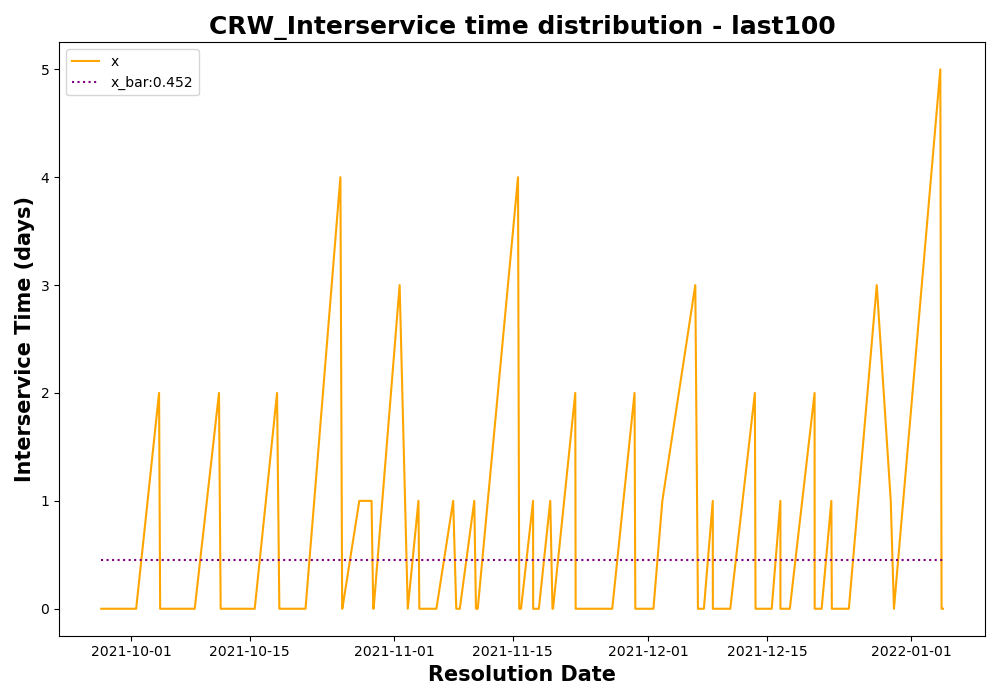 CRW_Interservice time distribution - last100
x
x_bar:0.452
Interservice Time (days)
5
4
3
2
1
0
2021-10-01 2021-10-15 2021-11-01 2021-11-15 2021-12-01 2021-12-15 2022-01-01
Resolution Date